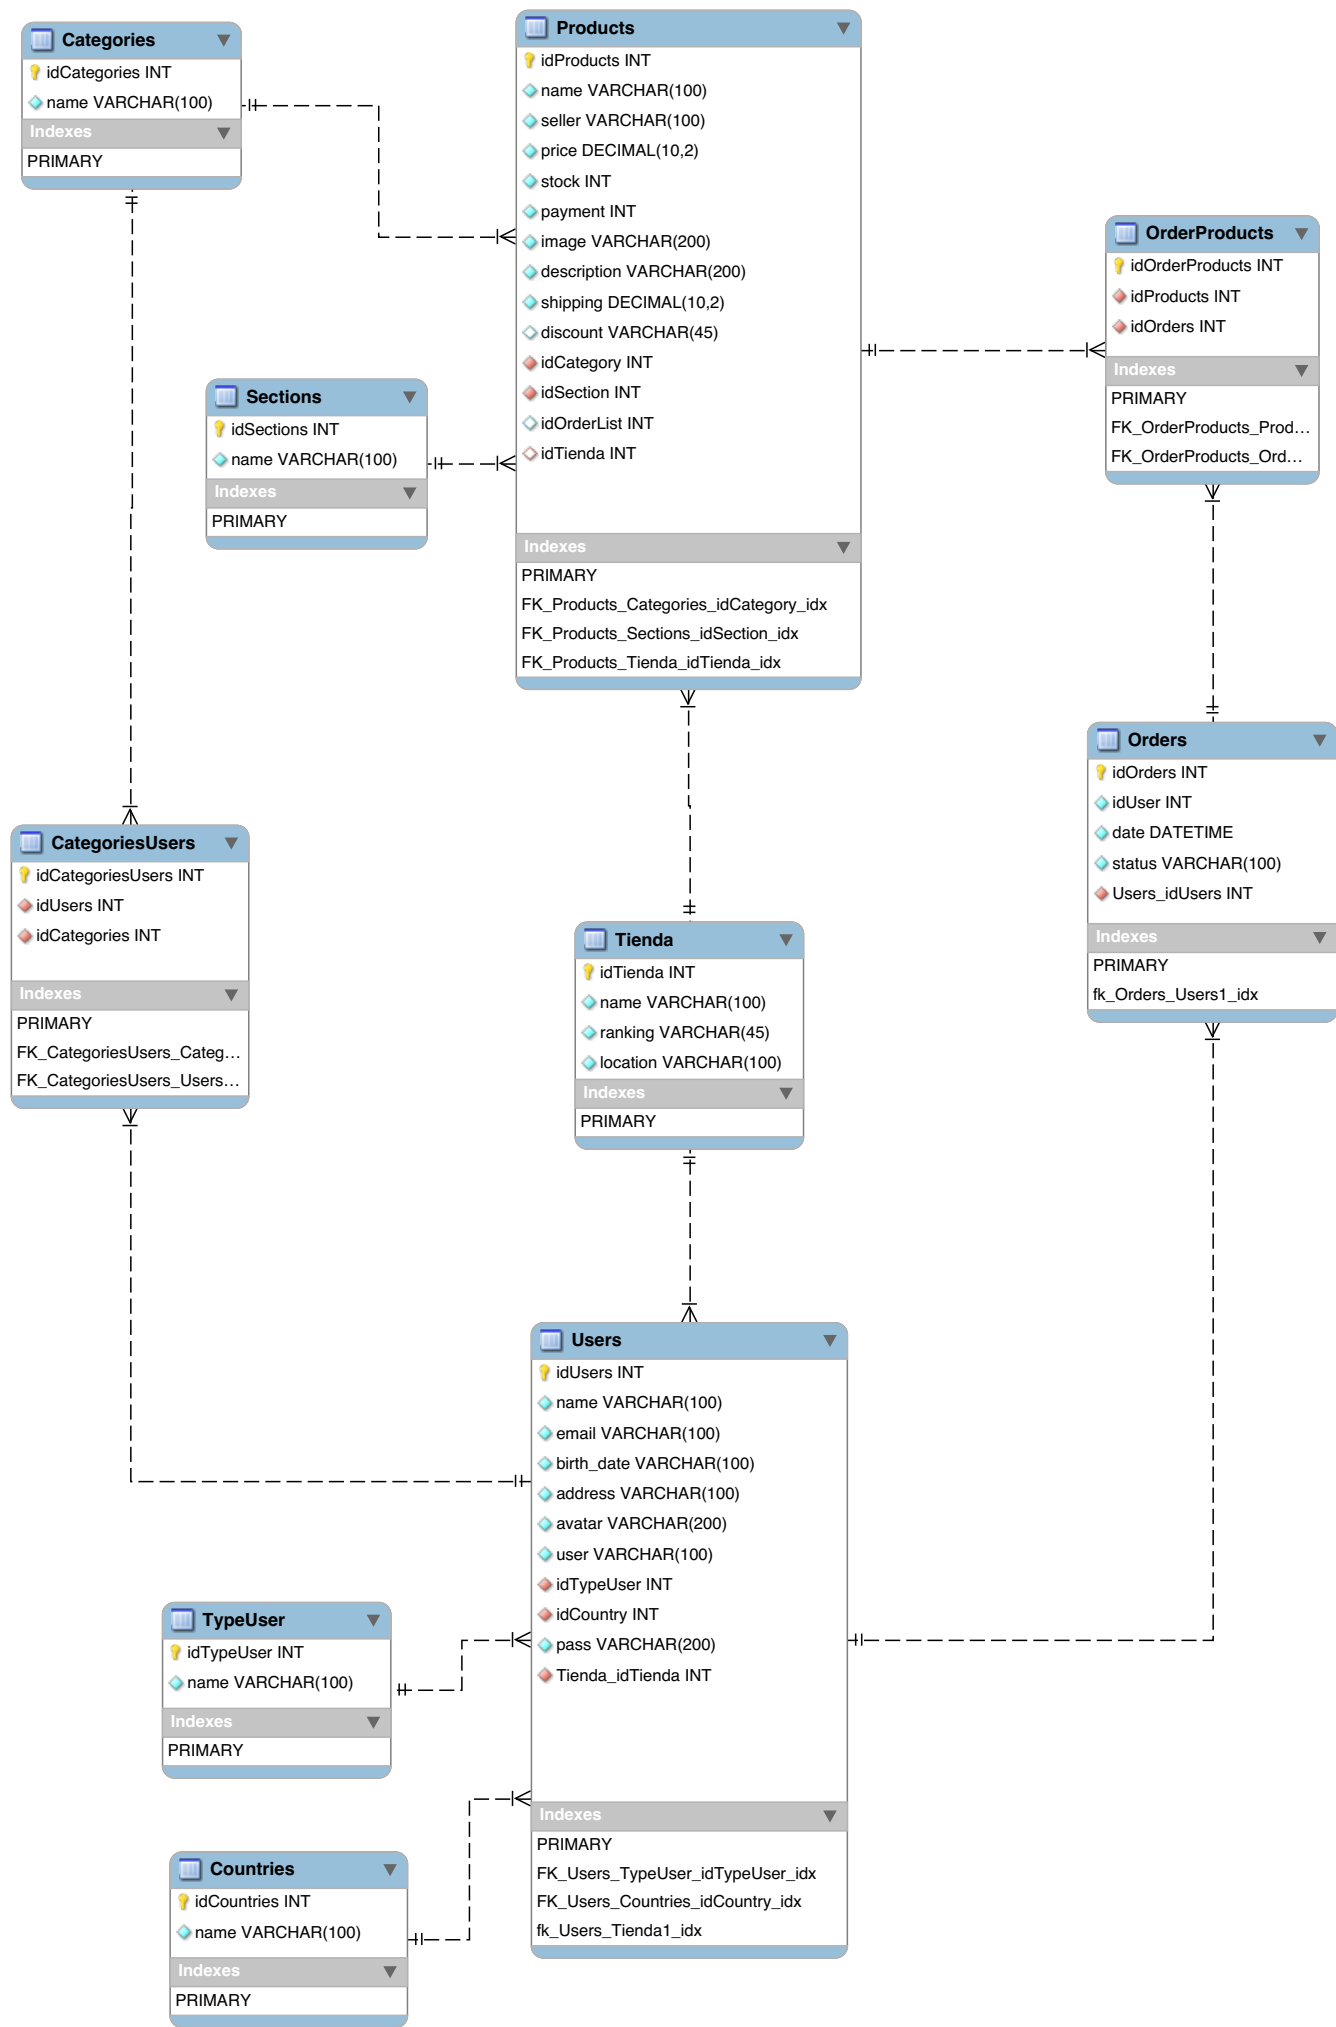 Categories
idCategories INT
name VARCHAR(100)
Indexes
PRIMARY
Products
idProducts INT
name VARCHAR(100)
seller VARCHAR(100)
price DECIMAL(10,2)
stock INT
payment INT
image VARCHAR(200)
description VARCHAR(200)
shipping DECIMAL(10,2)
discount VARCHAR(45)
idCategory INT
idSection INT
idOrderList INT
idTienda INT
Indexes
PRIMARY
FK_Products_Categories_idCategory_idx
FK_Products_Sections_idSection_idx
FK_Products_Tienda_idTienda_idx
OrderProducts
idOrderProducts INT
idProducts INT
idOrders INT
Indexes
PRIMARY
FK_OrderProducts_Prod...
FK_OrderProducts_Ord...
Sections
idSections INT
name VARCHAR(100)
Indexes
PRIMARY
Orders
idOrders INT
idUser INT
date DATETIME
status VARCHAR(100)
Users_idUsers INT
Indexes
PRIMARY
fk_Orders_Users1_idx
CategoriesUsers
idCategoriesUsers INT
idUsers INT
idCategories INT
Indexes
PRIMARY
FK_CategoriesUsers_Categ...
FK_CategoriesUsers_Users...
Tienda
idTienda INT
name VARCHAR(100)
ranking VARCHAR(45)
location VARCHAR(100)
Indexes
PRIMARY
Users
idUsers INT
name VARCHAR(100)
email VARCHAR(100)
birth_date VARCHAR(100)
address VARCHAR(100)
avatar VARCHAR(200)
user VARCHAR(100)
idTypeUser INT
idCountry INT
pass VARCHAR(200)
Tienda_idTienda INT
Indexes
PRIMARY
FK_Users_TypeUser_idTypeUser_idx
FK_Users_Countries_idCountry_idx
fk_Users_Tienda1_idx
TypeUser
idTypeUser INT
name VARCHAR(100)
Indexes
PRIMARY
Countries
idCountries INT
name VARCHAR(100)
Indexes
PRIMARY